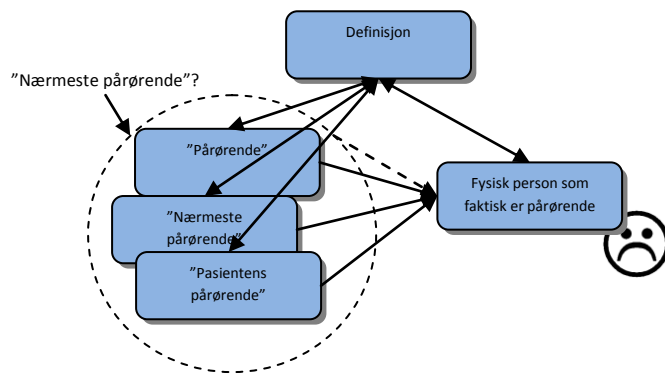 Definisjon
”Nærmeste pårørende”?
”Pårørende”
”Nærmeste
pårørende”
”Pasientens
pårørende”
Fysisk person som
faktisk er pårørende